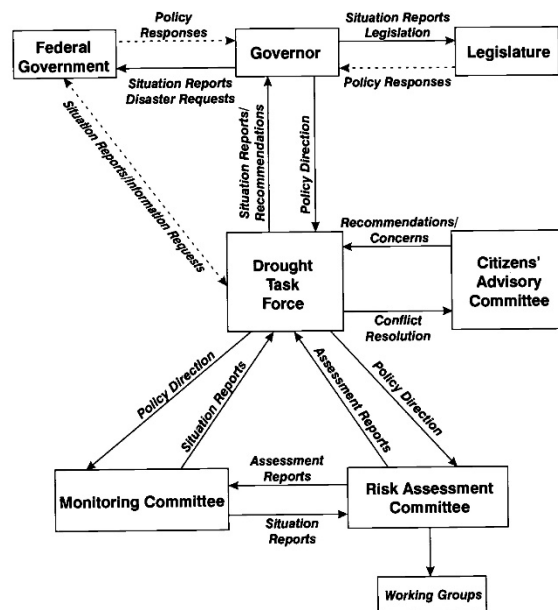 Policy
Responses
Situation Reports
Legislation
Federal
Government
Governor
Legislature
Situation Reports
Disaster Requests
Policy Responses
Situation Reports/Information Requests
Situation Reports/
Recommendations
Policy Direction
Recommendations/
Concerns
Drought
Task
Force
Citizens'
Advisory
Committee
Conflict
Resolution
Policy Direction
Situation Reports
Assessment Reports
Policy Direction
Assessment
Reports
Monitoring Committee
Risk Assessment
Committee
Situation
Reports
Working Groups